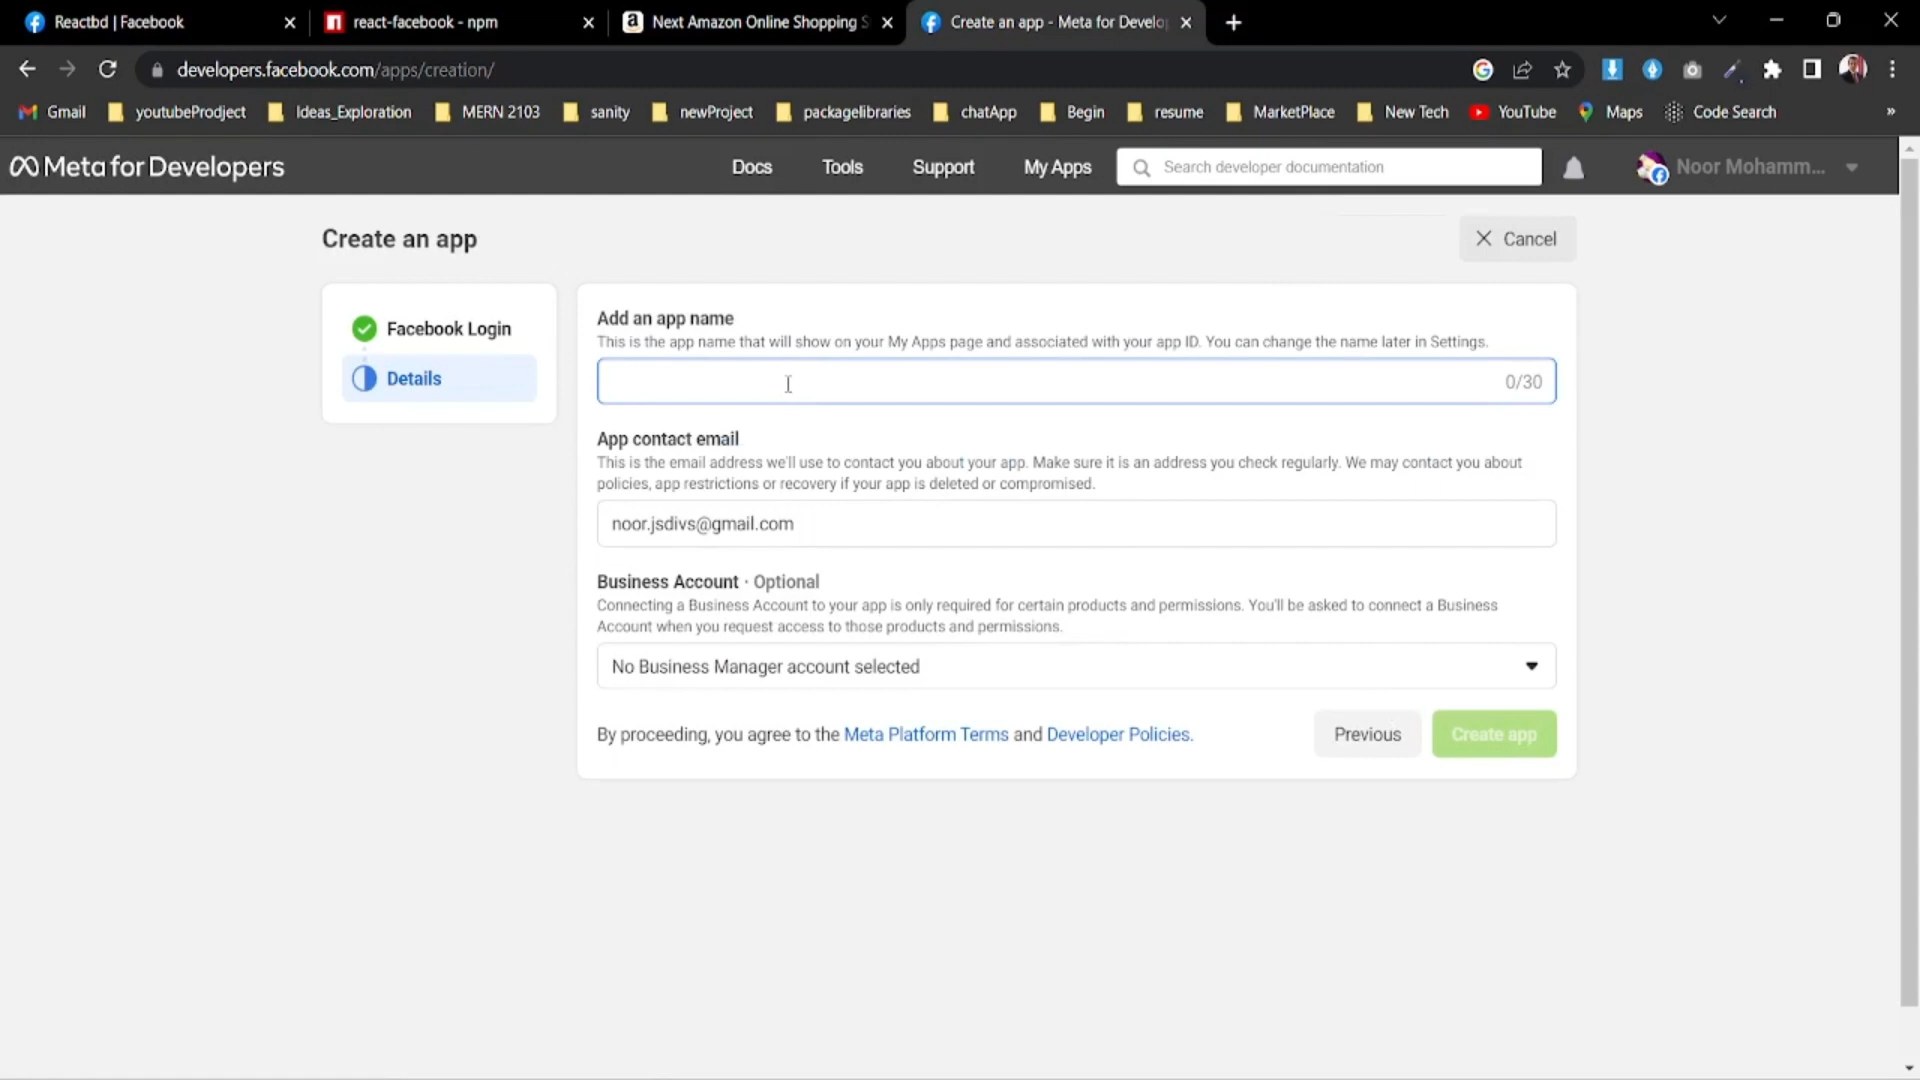 Reactbd | Facebook
react-facebook - npm
Next Amazon Online Shopping S
Create an app - Meta for Develo
developers.facebook.com/apps/creation/
Gmail youtubeProdject Ideas_Exploration MERN 2103 sanity newProject packagelibraries chatApp Begin resume MarketPlace New Tech YouTube Maps Code Search »
Meta for Developers
Docs Tools Support My Apps Search developer documentation Noor Mohamm...
Create an app
Cancel
Facebook Login
Details
Add an app name
This is the app name that will show on your My Apps page and associated with your app ID. You can change the name later in Settings.
0/30
App contact email
This is the email address we'll use to contact you about your app. Make sure it is an address you check regularly. We may contact you about
policies, app restrictions or recovery if your app is deleted or compromised.
noor.jsdivs@gmail.com
Business Account · Optional
Connecting a Business Account to your app is only required for certain products and permissions. You'll be asked to connect a Business
Account when you request access to those products and permissions.
No Business Manager account selected
By proceeding, you agree to the Meta Platform Terms and Developer Policies.
Previous
Create app